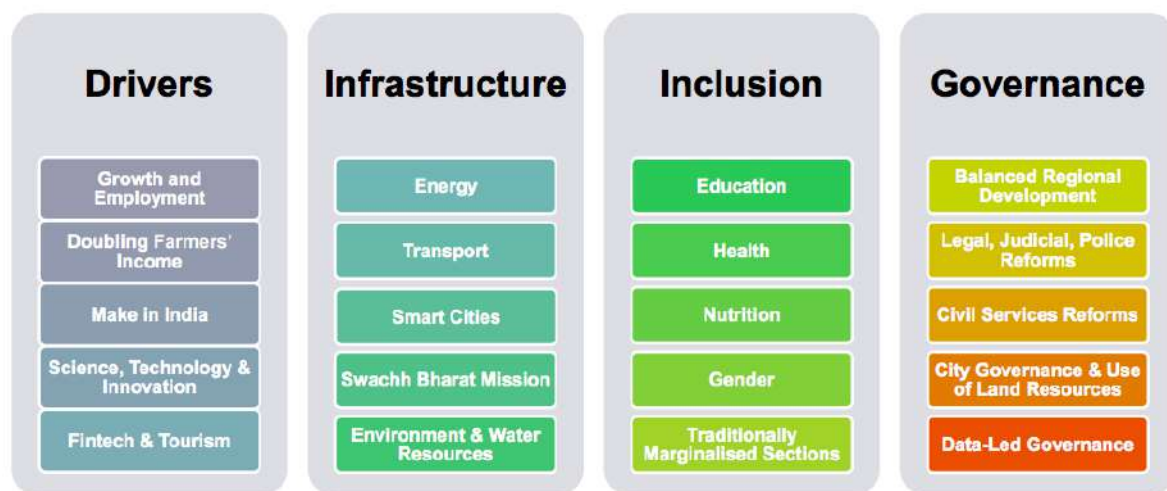 Drivers
Growth and
Employment
Doubling Farmers'
Income
Make in India
Science, Technology &
Innovation
Fintech & Tourism
Infrastructure
Energy
Transport
Smart Cities
Swachh Bharat Mission
Environment & Water
Resources
Inclusion
Education
Health
Nutrition
Gender
Traditionally
Marginalised Sections
Governance
Balanced Regional
Development
Legal, Judicial, Police
Reforms
Civil Services Reforms
City Governance & Use
of Land Resources
Data-Led Governance